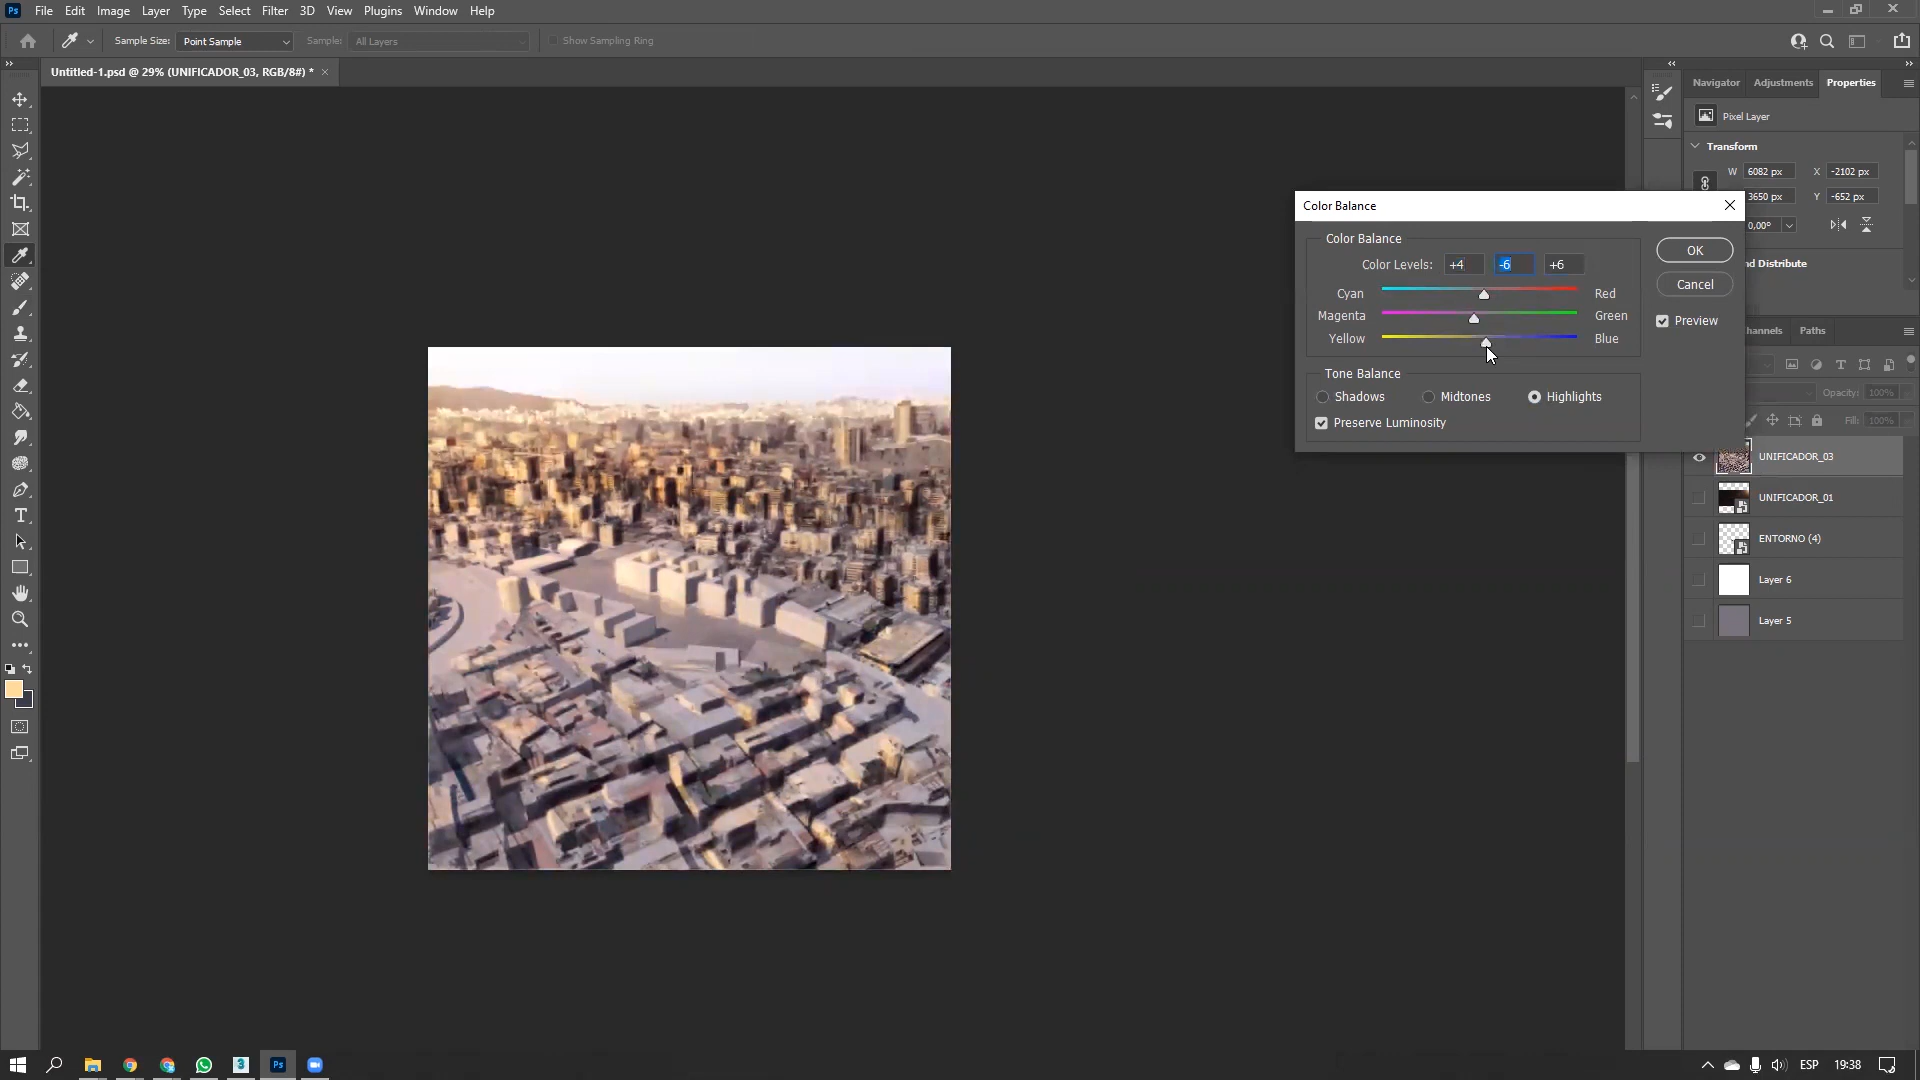 Ps File Edit Image Layer Type Select Filter 3D View Plugins Window Help
Sample Size: Point Sample Sample: All Layers Show Sampling Ring
Untitled-1.psd @ 29% (UNIFICADOR_03, RGB/8#) * ×
Navigator Adjustments Properties
Pixel Layer
Transform
W 6082 px X -2102 px
3650 px Y -652 px
0,00°
nd Distribute
Color Balance
Color Balance
Color Levels: +4 -6 +6
Cyan Red
Magenta Green
Yellow Blue
Tone Balance
Shadows Midtones Highlights
Preserve Luminosity
OK
Cancel
Preview
hannels Paths
Opacity: 100%
Fill: 100%
UNIFICADOR_03
UNIFICADOR_01
ENTORNO (4)
Layer 6
Layer 5
Ps
ESP 19:38